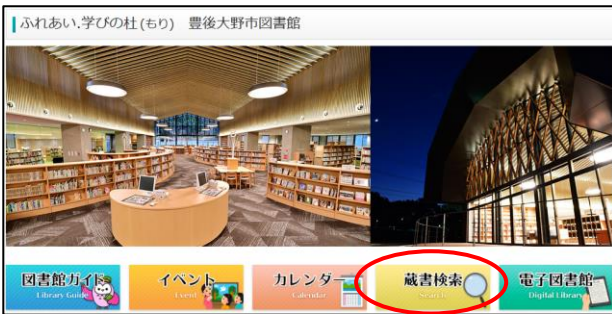 ふれあい.学びの杜(もり) 豊後大野市図書館
図書館ガイド
Library Guide
イベント
Event
カレンダー
Calendar
蔵書検索
Search
電子図書館
Digital Library